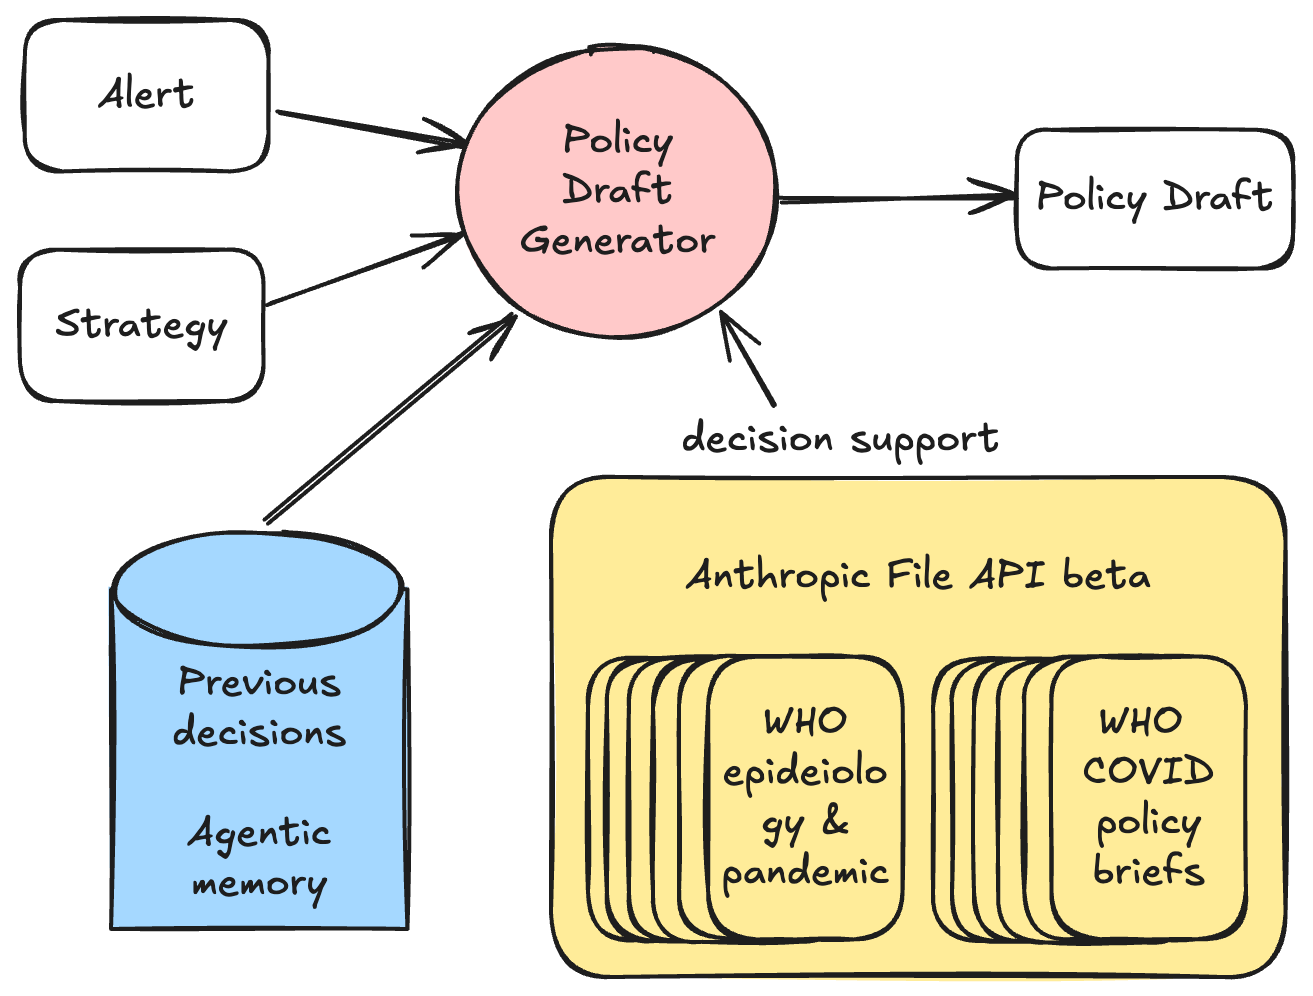 Alert
Policy
Draft
Generator
Policy Draft
Strategy
decision support
Anthropic File API beta
Previous
decisions
Agentic
memory
WHO
epideiolo
gy &
pandemic
WHO
COVID
policy
briefs